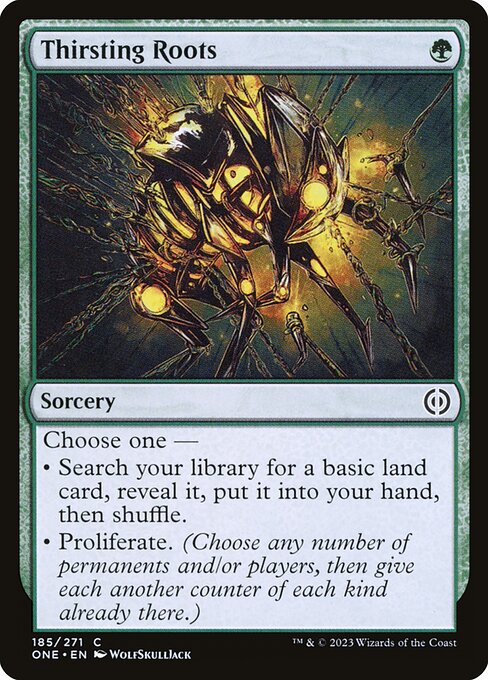 Thirsting Roots
Sorcery
Choose one —
• Search your library for a basic land
card, reveal it, put it into your hand,
then shuffle.
• Proliferate. (Choose any number of
permanents and/or players, then give
each another counter of each kind
already there.)
185/271 C
ONE • EN WolfSkullJack
™ & © 2023 Wizards of the Coast